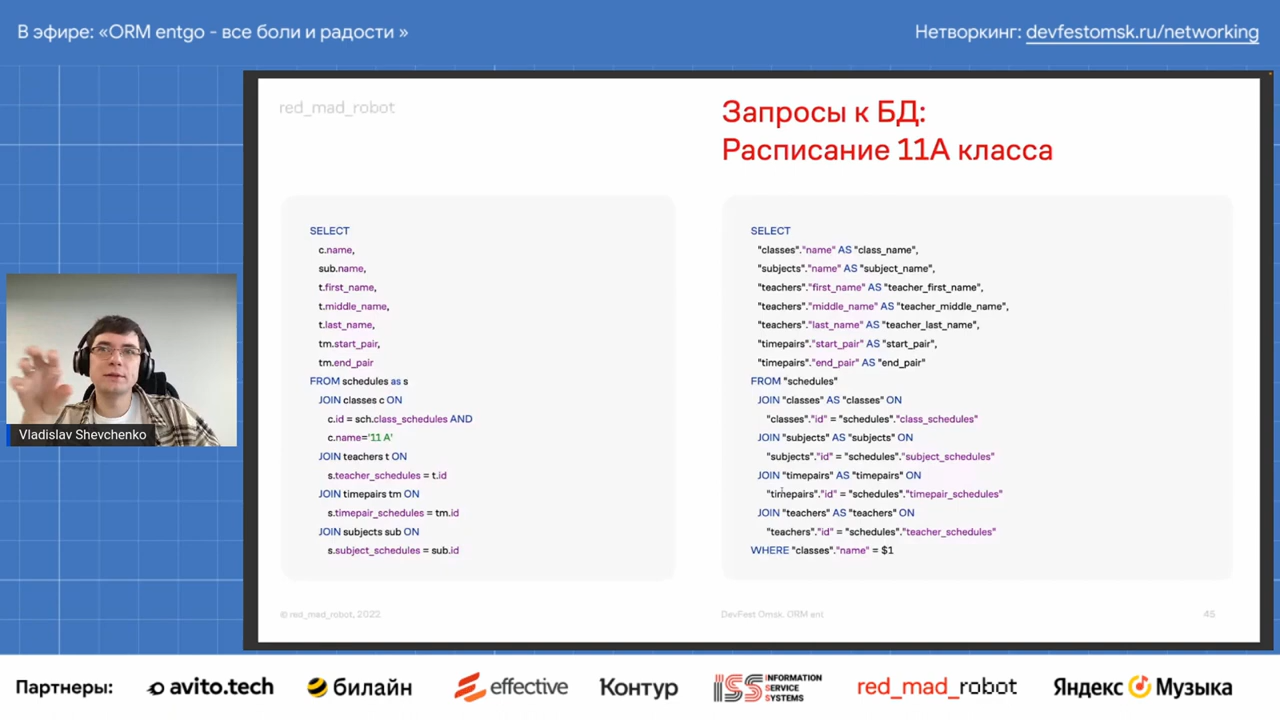 В эфире: «ORM entgo - все боли и радости »
Нетворкинг: devfestomsk.ru/networking
red_mad_robot
Запросы к БД:
Расписание 11А класса
SELECT
c.name,
sub.name,
t.first_name,
t.middle_name,
t.last_name,
tm.start_pair,
tm.end_pair
FROM schedules as s
JOIN classes c ON
c.id = sch.class_schedules AND
c.name='11 А'
JOIN teachers t ON
s.teacher_schedules = t.id
JOIN timepairs tm ON
s.timepair_schedules = tm.id
JOIN subjects sub ON
s.subject_schedules = sub.id
SELECT
"classes"."name" AS "class_name",
"subjects"."name" AS "subject_name",
"teachers"."first_name" AS "teacher_first_name",
"teachers"."middle_name" AS "teacher_middle_name",
"teachers"."last_name" AS "teacher_last_name",
"timepairs"."start_pair" AS "start_pair",
"timepairs"."end_pair" AS "end_pair"
FROM "schedules"
JOIN "classes" AS "classes" ON
"classes"."id" = "schedules"."class_schedules"
JOIN "subjects" AS "subjects" ON
"subjects"."id" = "schedules"."subject_schedules"
JOIN "timepairs" AS "timepairs" ON
"timepairs"."id" = "schedules"."timepair_schedules"
JOIN "teachers" AS "teachers" ON
"teachers"."id" = "schedules"."teacher_schedules"
WHERE "classes"."name" = $1
Vladislav Shevchenko
© red_mad_robot, 2022
DevFest Omsk. ORM ent
45
Партнеры:
avito.tech
билайн
effective
Контур
ISS INFORMATION
SERVICE
SYSTEMS
red_mad_robot
Яндекс Музыка